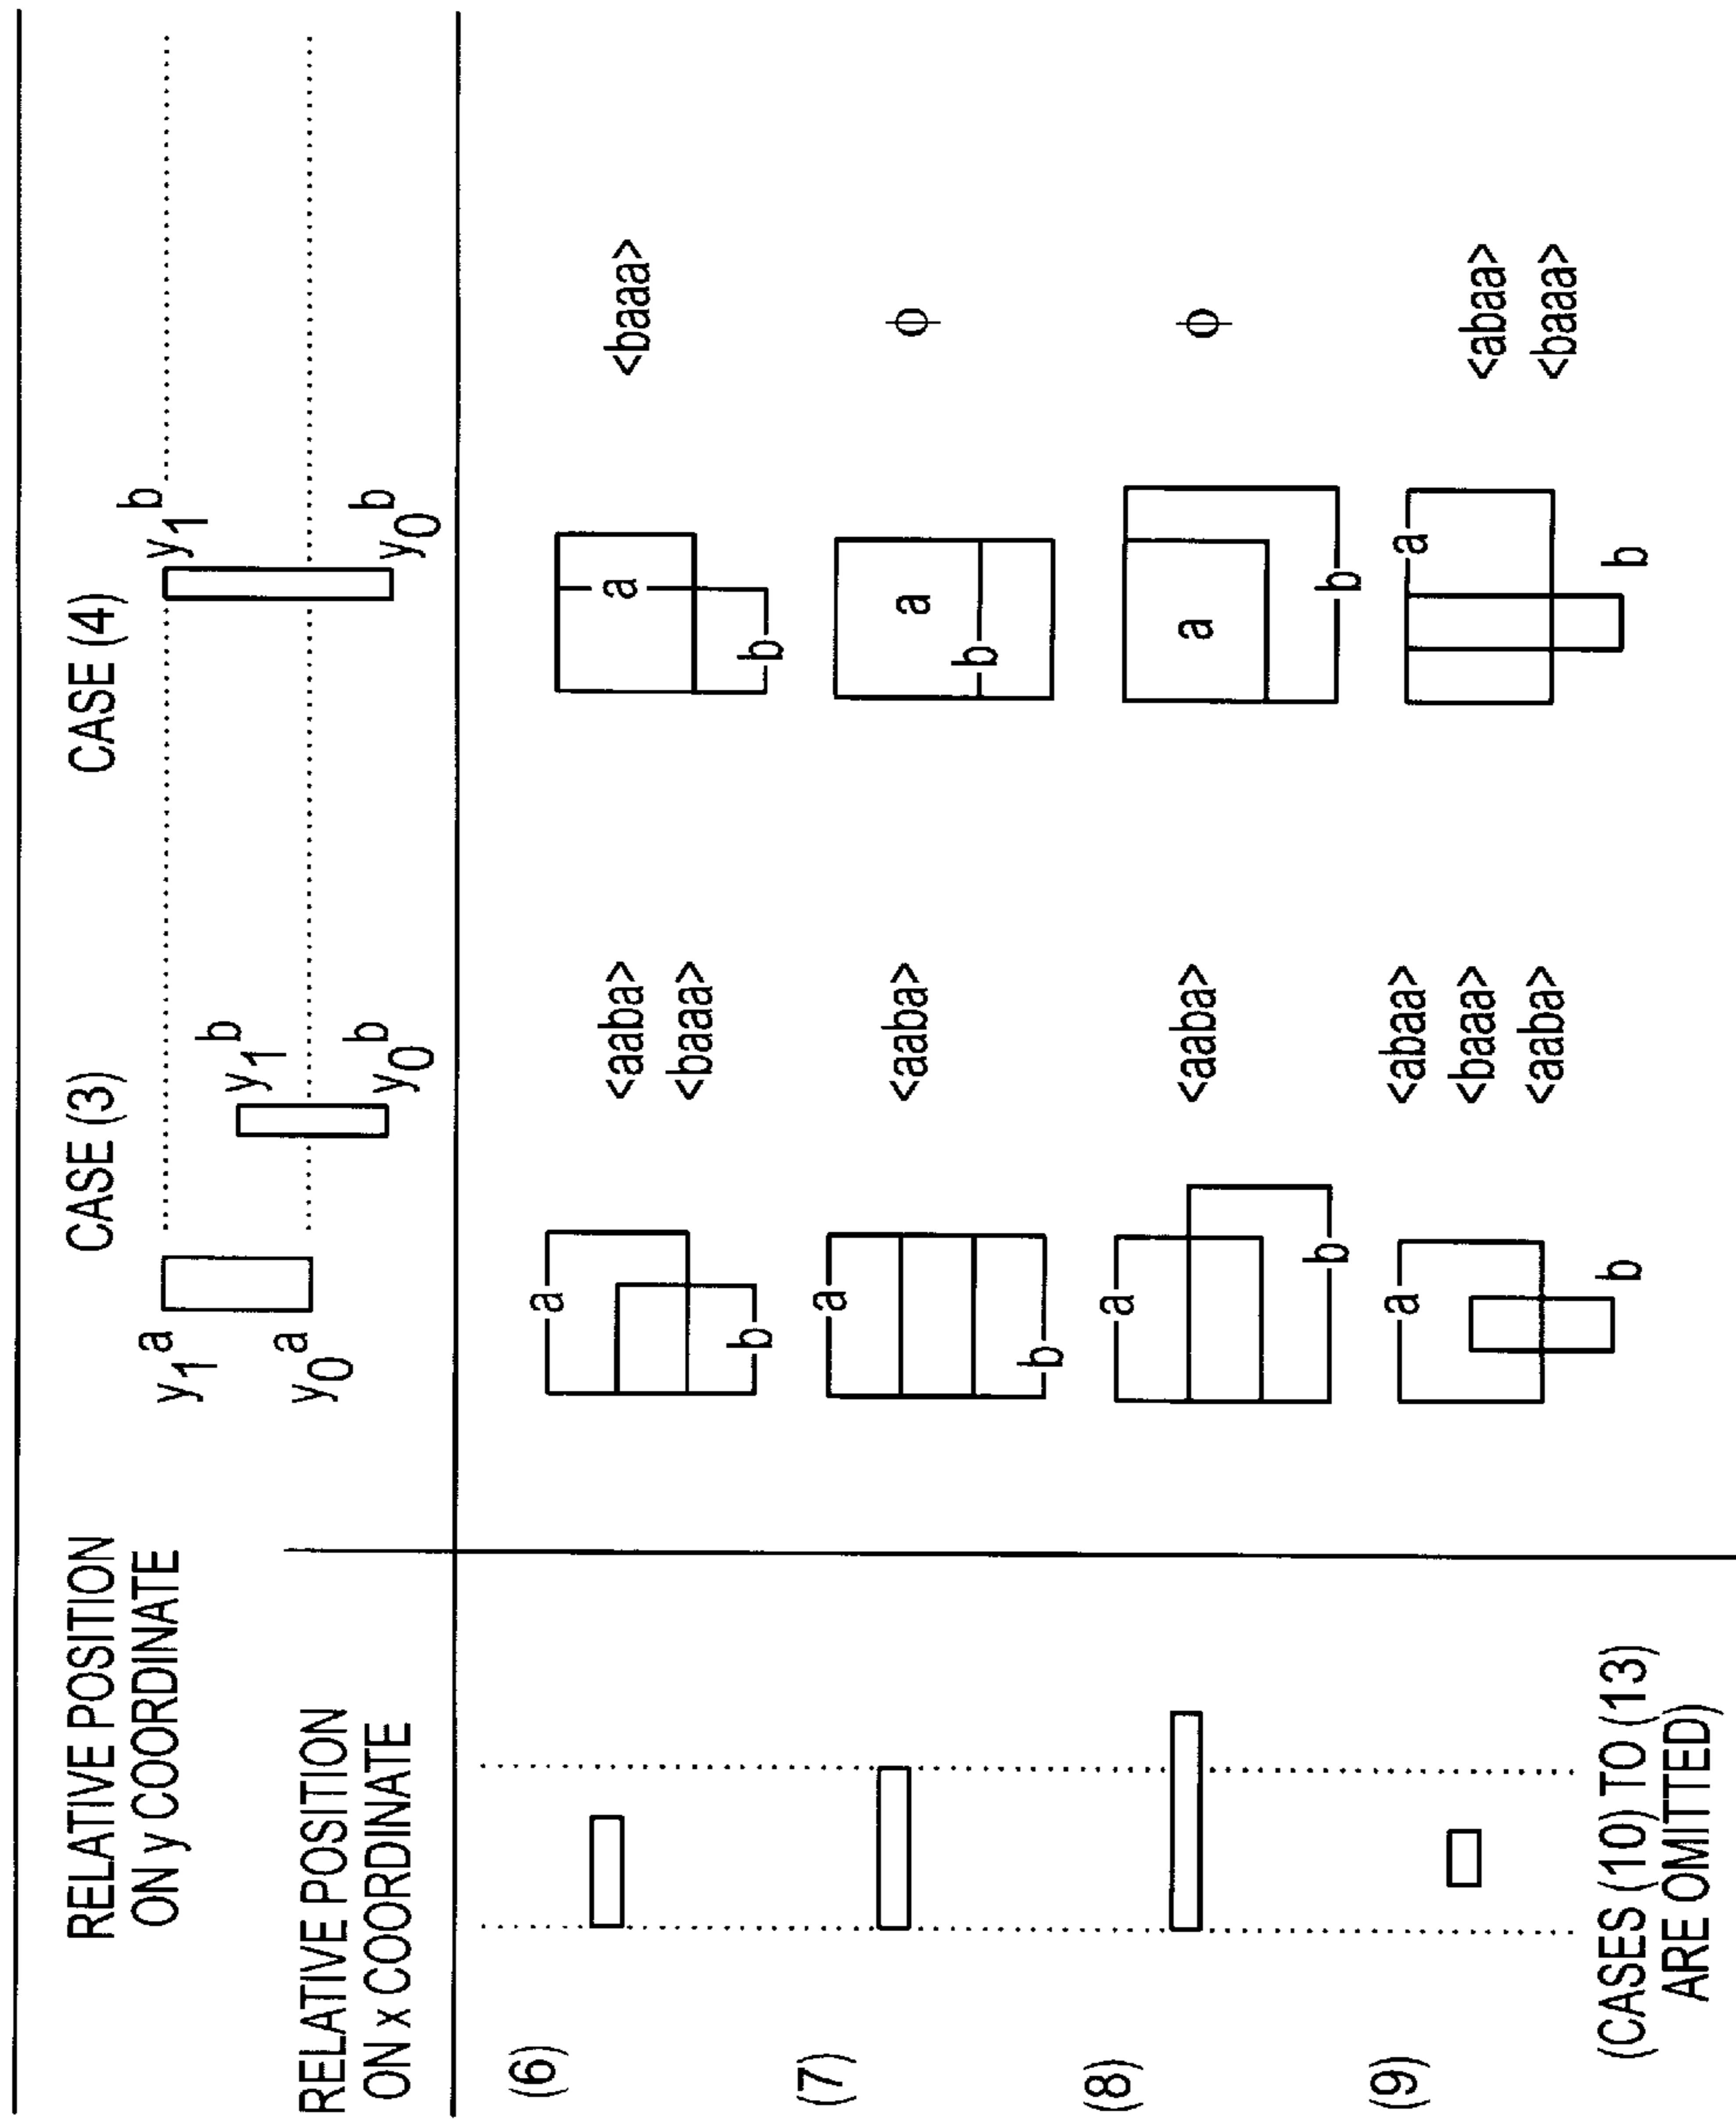 RELATIVE POSITION
ON y COORDINATE
CASE (3)
CASE (4)
y1a
y0a
y1b
y0b
y1b
y0b
RELATIVE POSITION
ON x COORDINATE
(6)
a
b
<aaba>
<baaa>
a
b
<baaa>
(7)
a
b
<aaba>
a
b
ϕ
(8)
a
b
<aaba>
a
b
ϕ
(9)
a
b
<abaa>
<baaa>
<aaba>
a
b
<abaa>
<baaa>
(CASES (10) TO (13)
ARE OMITTED)